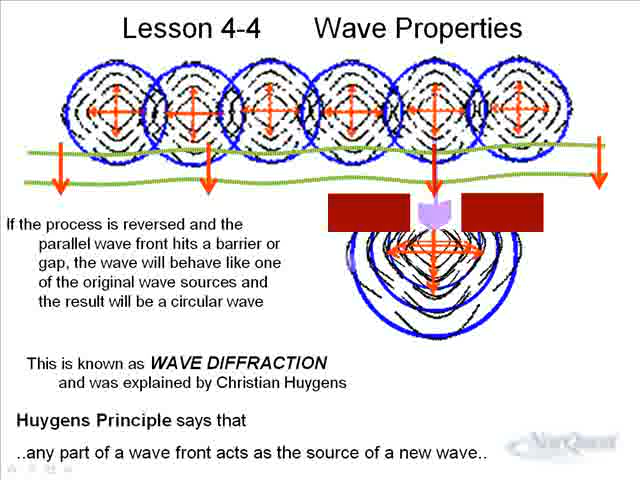 Lesson 4-4 Wave Properties
If the process is reversed and the
parallel wave front hits a barrier or
gap, the wave will behave like one
of the original wave sources and
the result will be a circular wave
This is known as WAVE DIFFRACTION
and was explained by Christian Huygens
Huygens Principle says that
..any part of a wave front acts as the source of a new wave..